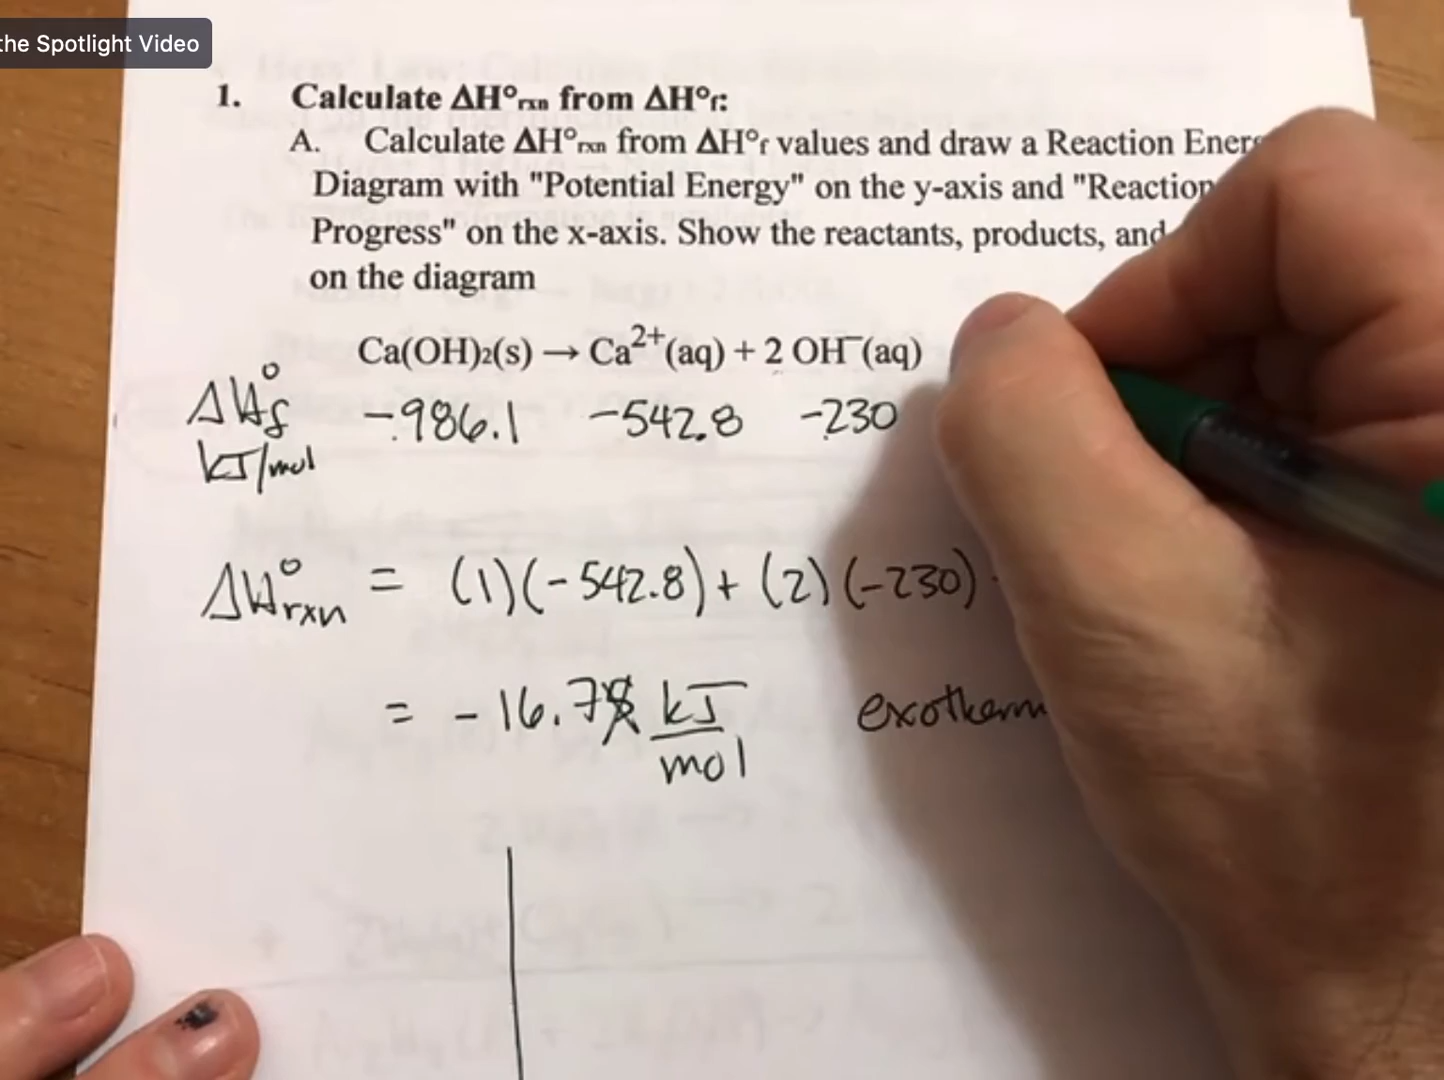 the Spotlight Video
1. Calculate ΔH°rxn from ΔH°f:
A. Calculate ΔH°rxn from ΔH°f values and draw a Reaction
Diagram with "Potential Energy" on the y-axis and "Reaction
Progress" on the x-axis. Show the reactants, products, and
on the diagram
Ca(OH)2(s) → Ca2+(aq) + 2 OH−(aq)
ΔH°f -986.1 -542.8 -230
kJ/mol
ΔH°rxn = (1)(-542.8) + (2)(-230)
= -16.7 kJ/mol